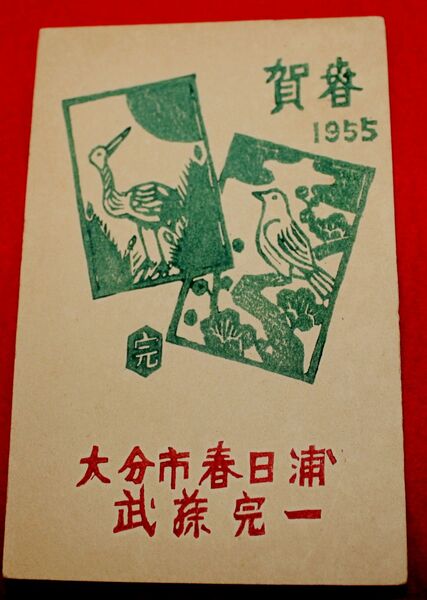 賀春
1955
完
大分市春日浦
武藤完一